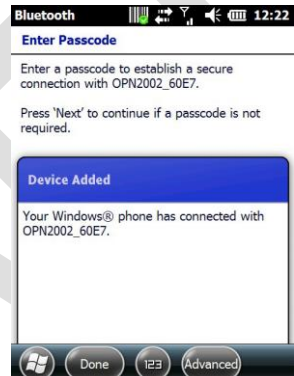 Bluetooth 12:22
Enter Passcode
Enter a passcode to establish a secure
connection with OPN2002_60E7.
Press 'Next' to continue if a passcode is not
required.
Device Added
Your Windows® phone has connected with
OPN2002_60E7.
Done 123 Advanced